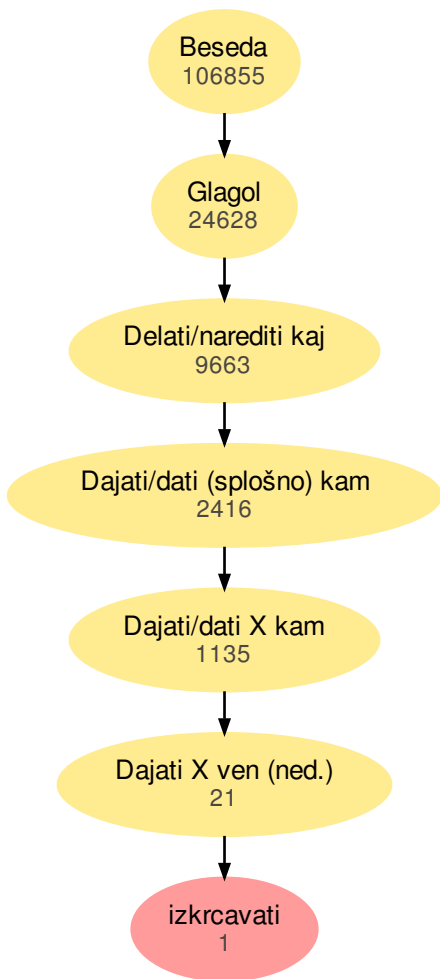 Beseda
106855
Glagol
24628
Delati/narediti kaj
9663
Dajati/dati (splošno) kam
2416
Dajati/dati X kam
1135
Dajati X ven (ned.)
21
izkrcavati
1